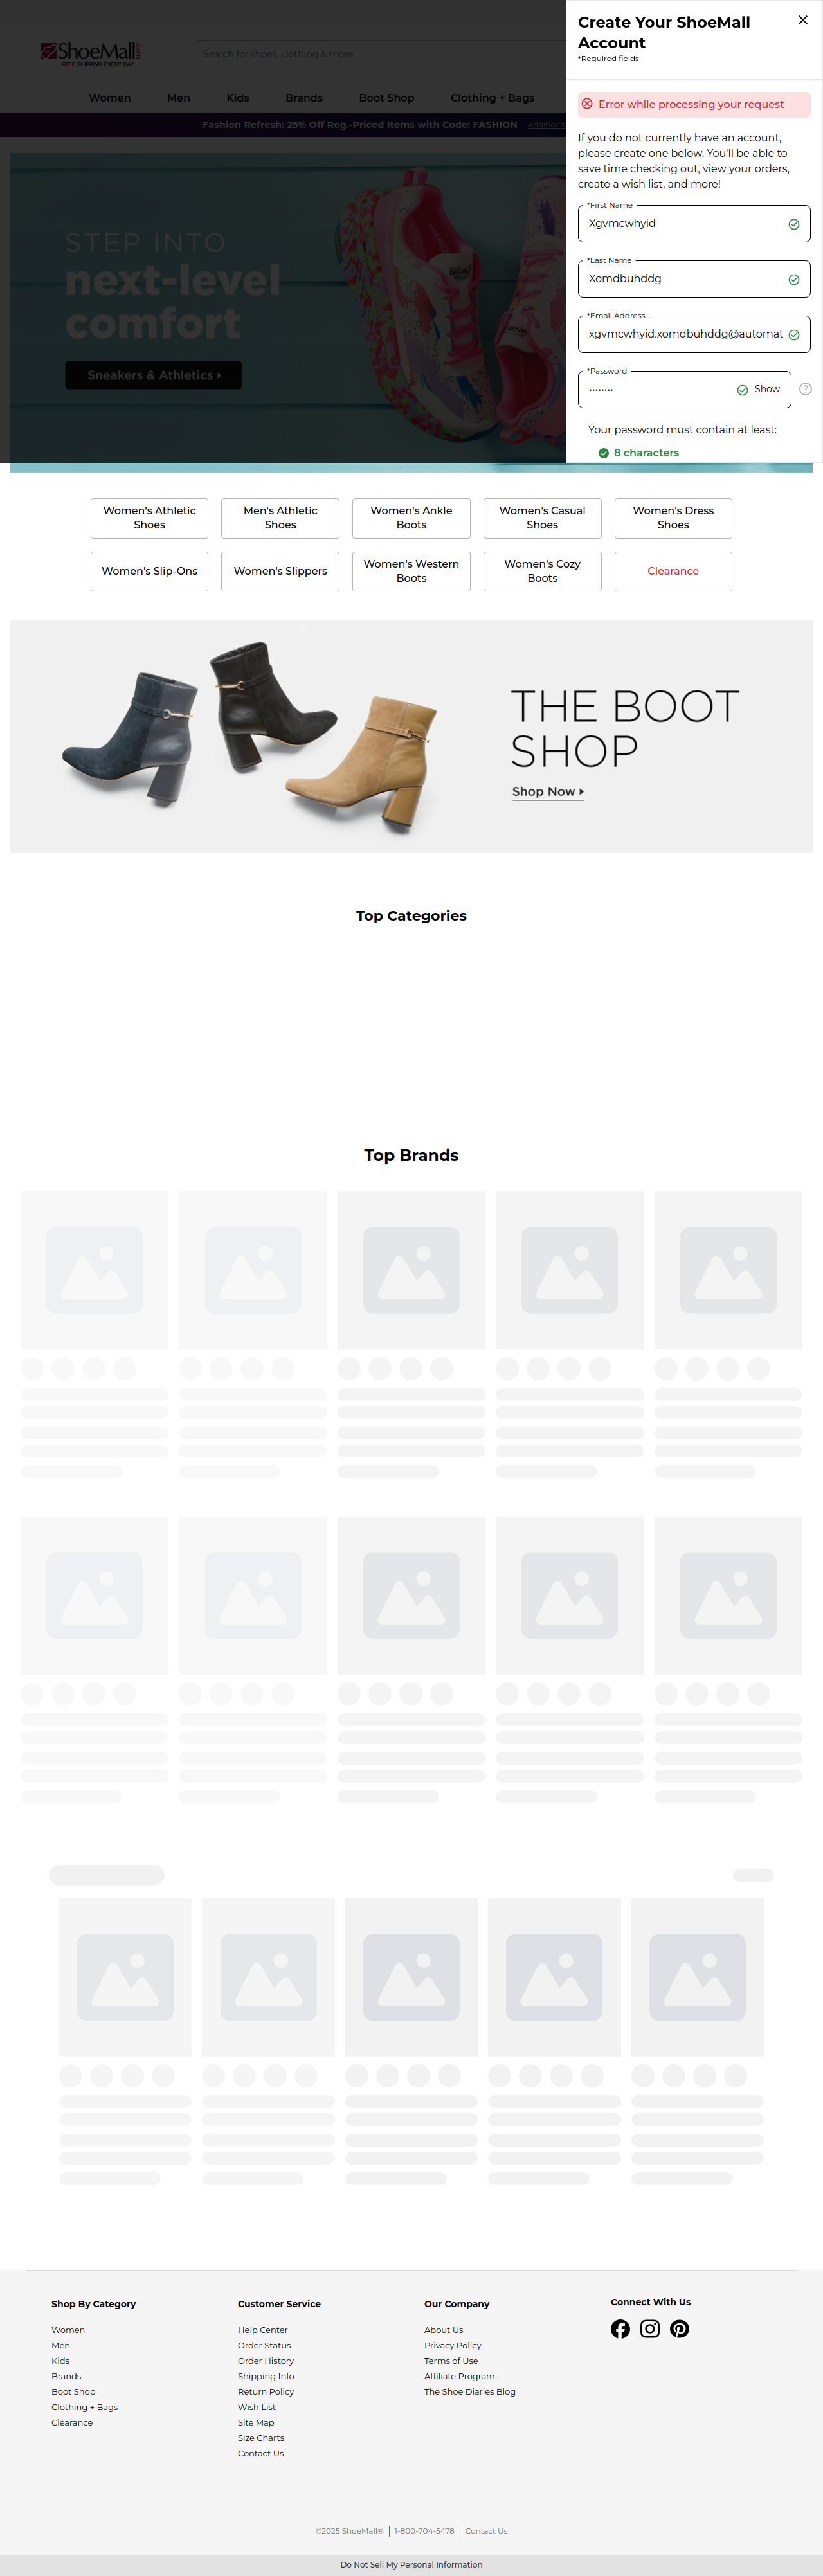 Create Your ShoeMall
Account
*Required fields
ShoeMall
.COM
FREE SHIPPING EVERY DAY
Search for shoes, clothing & more
Women
Men
Kids
Brands
Boot Shop
Clothing + Bags
Fashion Refresh: 25% Off Reg.-Priced Items with Code: FASHION
Error while processing your request
If you do not currently have an account,
please create one below. You'll be able to
save time checking out, view your orders,
create a wish list, and more!
*First Name
Xgvmcwhyid
*Last Name
Xomdbuhddg
*Email Address
xgvmcwhyid.xomdbuhddg@automat
*Password
••••••••
Show
Your password must contain at least:
8 characters
STEP INTO
next-level
comfort
Sneakers & Athletics
Women's Athletic
Shoes
Men's Athletic
Shoes
Women's Ankle
Boots
Women's Casual
Shoes
Women's Dress
Shoes
Women's Slip-Ons
Women's Slippers
Women's Western
Boots
Women's Cozy
Boots
Clearance
THE BOOT
SHOP
Shop Now
Top Categories
Top Brands
Shop By Category
Women
Men
Kids
Brands
Boot Shop
Clothing + Bags
Clearance
Customer Service
Help Center
Order Status
Order History
Shipping Info
Return Policy
Wish List
Site Map
Size Charts
Contact Us
Our Company
About Us
Privacy Policy
Terms of Use
Affiliate Program
The Shoe Diaries Blog
Connect With Us
©2025 ShoeMall® | 1-800-704-5478 | Contact Us
Do Not Sell My Personal Information